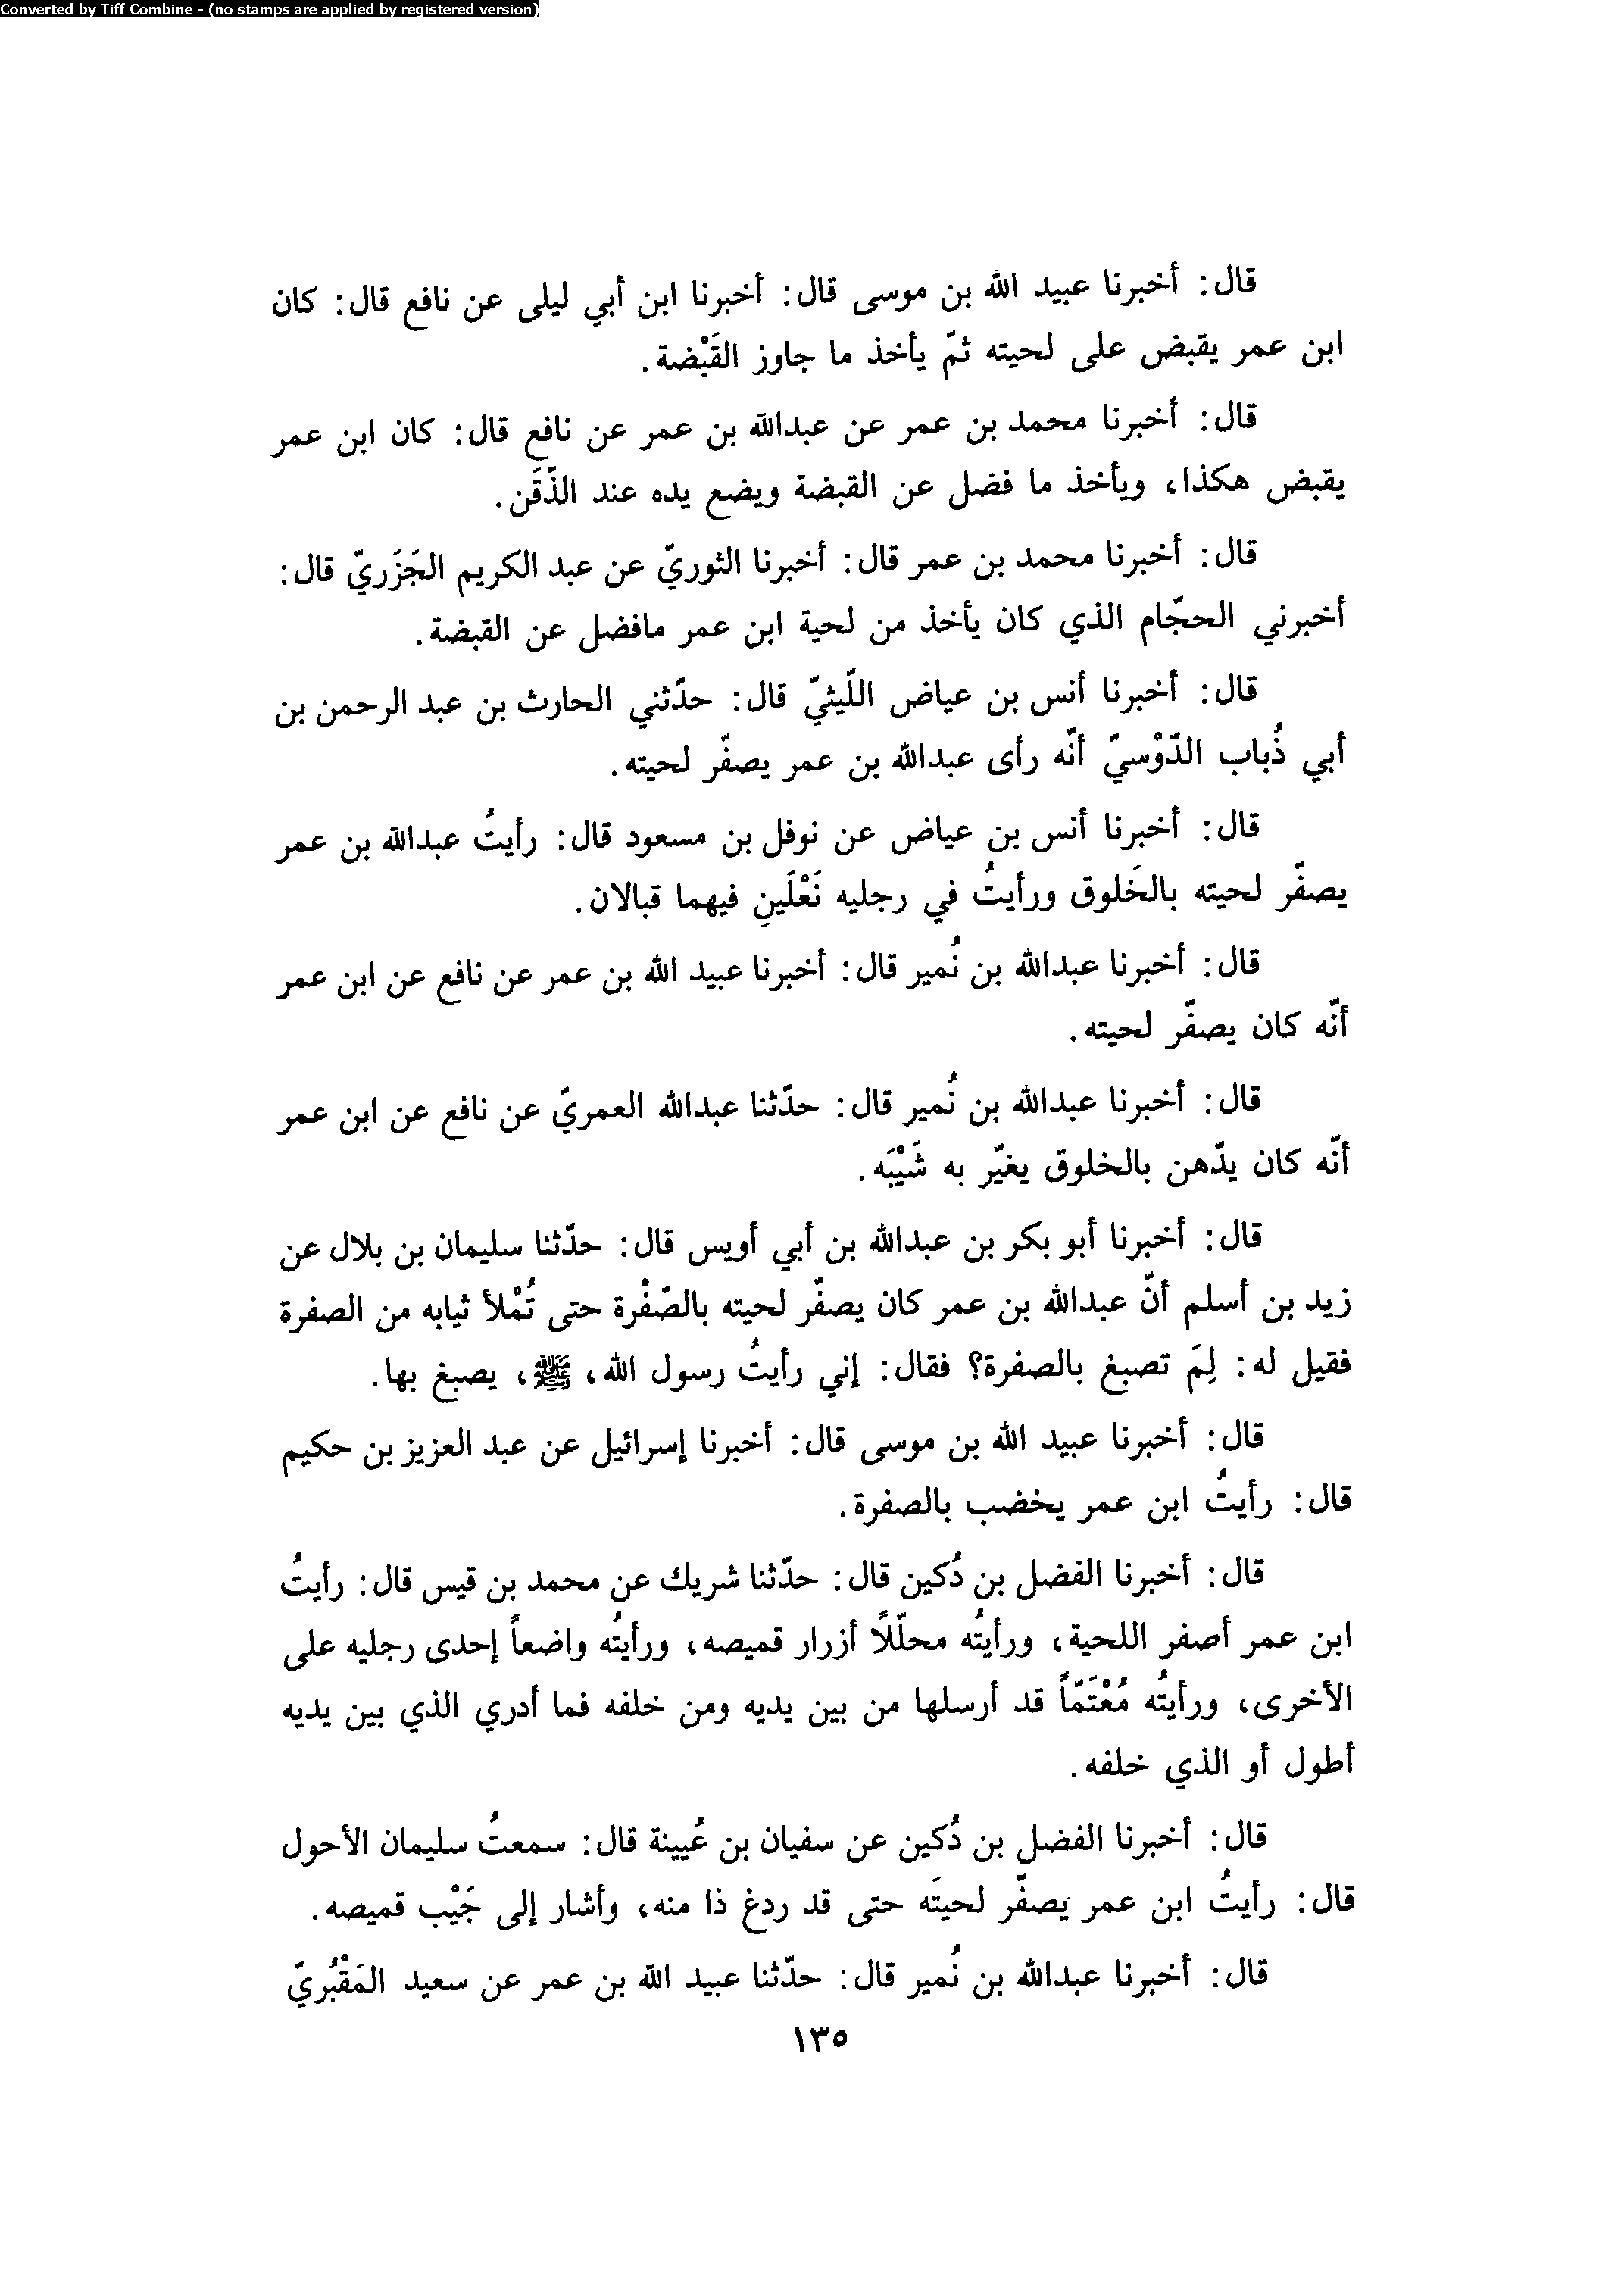 Converted by Tiff Combine - (no stamps are applied by registered version)
قال: أخبرنا عبيد الله بن موسى قال: أخبرنا ابن أبي ليلى عن نافع قال: كان
ابن عمر يقبض على لحيته ثمّ يأخذ ما جاوز القَبْضة.
قال: أخبرنا محمد بن عمر عن عبدالله بن عمر عن نافع قال: كان ابن عمر
يقبض هكذا، ويأخذ ما فضل عن القبضة ويضع يده عند الذّقَن.
قال: أخبرنا محمد بن عمر قال: أخبرنا الثوريّ عن عبد الكريم الجَزَريّ قال:
أخبرني الحجّام الذي كان يأخذ من لحية ابن عمر مافضل عن القبضة.
قال: أخبرنا أنس بن عياض اللّيثيّ قال: حدّثني الحارث بن عبد الرحمن بن
أبي ذُباب الدّوْسيّ أنّه رأى عبدالله بن عمر يصفّر لحيته.
قال: أخبرنا أنس بن عياض عن نوفل بن مسعود قال: رأيتُ عبدالله بن عمر
يصفّر لحيته بالخَلوق ورأيتُ في رجليه نَعْلَينِ فيهما قبالان.
قال: أخبرنا عبدالله بن نُمير قال: أخبرنا عبيد الله بن عمر عن نافع عن ابن عمر
أنّه كان يصفّر لحيته.
قال: أخبرنا عبدالله بن نُمير قال: حدّثنا عبدالله العمريّ عن نافع عن ابن عمر
أنّه كان يدّهن بالخلوق يغيّر به شَيْبَه.
قال: أخبرنا أبو بكر بن عبدالله بن أبي أويس قال: حدّثنا سليمان بن بلال عن
زيد بن أسلم أنّ عبدالله بن عمر كان يصفّر لحيته بالصّفْرة حتى تُمْلأ ثيابه من الصفرة
فقيل له: لِمَ تصبغ بالصفرة؟ فقال: إني رأيتُ رسول الله، ﷺ، يصبغ بها.
قال: أخبرنا عبيد الله بن موسى قال: أخبرنا إسرائيل عن عبد العزيز بن حكيم
قال: رأيتُ ابن عمر يخضب بالصفرة.
قال: أخبرنا الفضل بن دُكين قال: حدّثنا شريك عن محمد بن قيس قال: رأيتُ
ابن عمر أصفر اللحية، ورأيتُه محلّلاً أزرار قميصه، ورأيتُه واضعاً إحدى رجليه على
الأخرى، ورأيتُه مُعْتَمّاً قد أرسلها من بين يديه ومن خلفه فما أدري الذي بين يديه
أطول أو الذي خلفه.
قال: أخبرنا الفضل بن دُكين عن سفيان بن عُيينة قال: سمعتُ سليمان الأحول
قال: رأيتُ ابن عمر يصفّر لحيتَه حتى قد ردغ ذا منه، وأشار إلى جَيْب قميصه.
قال: أخبرنا عبدالله بن نُمير قال: حدّثنا عبيد الله بن عمر عن سعيد المَقْبُريّ
١٣٥